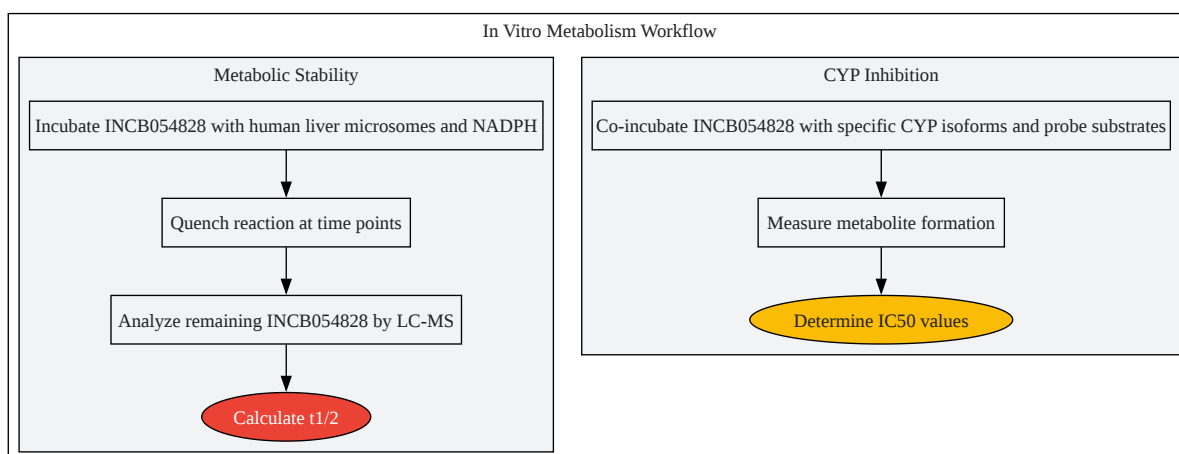 In Vitro Metabolism Workflow
Metabolic Stability
Incubate INCB054828 with human liver microsomes and NADPH
Quench reaction at time points
Analyze remaining INCB054828 by LC-MS
Calculate t1/2
CYP Inhibition
Co-incubate INCB054828 with specific CYP isoforms and probe substrates
Measure metabolite formation
Determine IC50 values